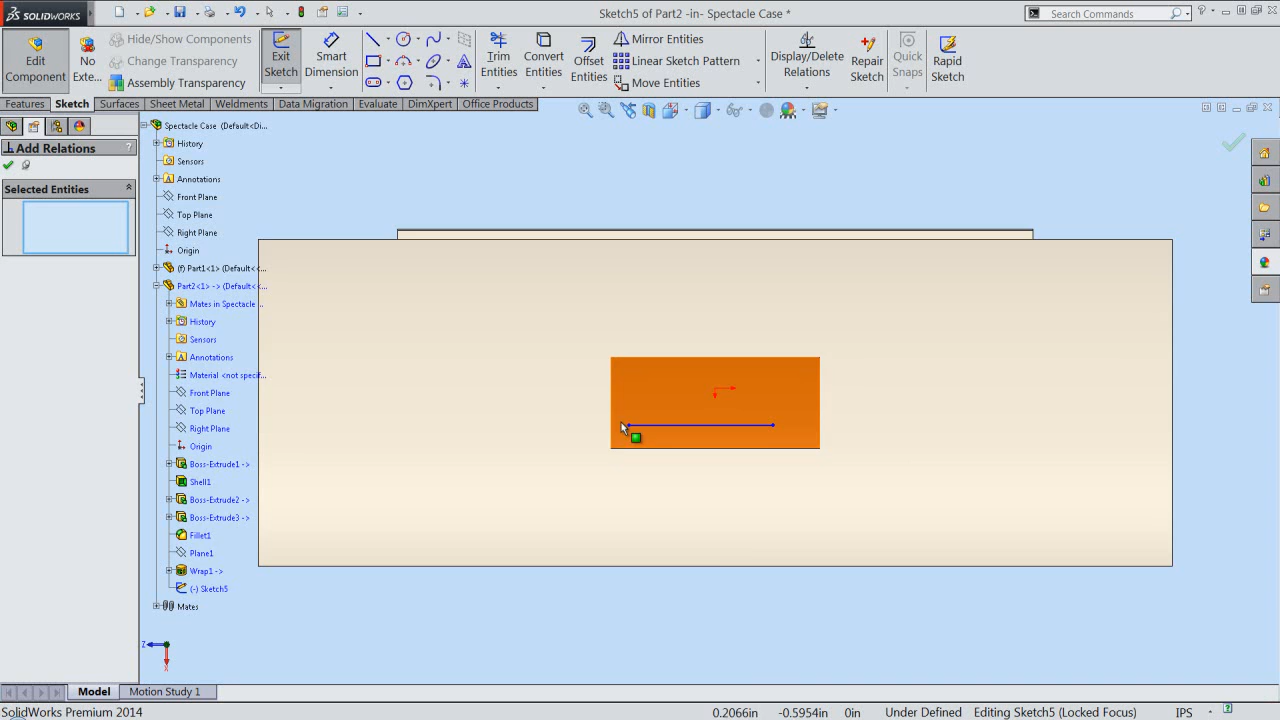 SOLIDWORKS
Sketch5 of Part2 -in- Spectacle Case *
Search Commands
Edit Component
No Exte...
Hide/Show Components
Change Transparency
Assembly Transparency
Exit Sketch
Smart Dimension
Trim Entities
Convert Entities
Offset Entities
Mirror Entities
Linear Sketch Pattern
Move Entities
Display/Delete Relations
Repair Sketch
Quick Snaps
Rapid Sketch
Features
Sketch
Surfaces
Sheet Metal
Weldments
Data Migration
Evaluate
DimXpert
Office Products
Add Relations
?
Selected Entities
Spectacle Case (Default<Di...
History
Sensors
Annotations
Front Plane
Top Plane
Right Plane
Origin
(f) Part1<1> (Default<<...
Part2<1> -> (Default<<...
Mates in Spectacle ...
History
Sensors
Annotations
Material <not specif...
Front Plane
Top Plane
Right Plane
Origin
Boss-Extrude1 ->
Shell1
Boss-Extrude2 ->
Boss-Extrude3 ->
Fillet1
Plane1
Wrap1 ->
(-) Sketch5
Mates
Z
X
Model
Motion Study 1
SolidWorks Premium 2014
0.2066in
-0.5954in
0in
Under Defined
Editing Sketch5 (Locked Focus)
IPS